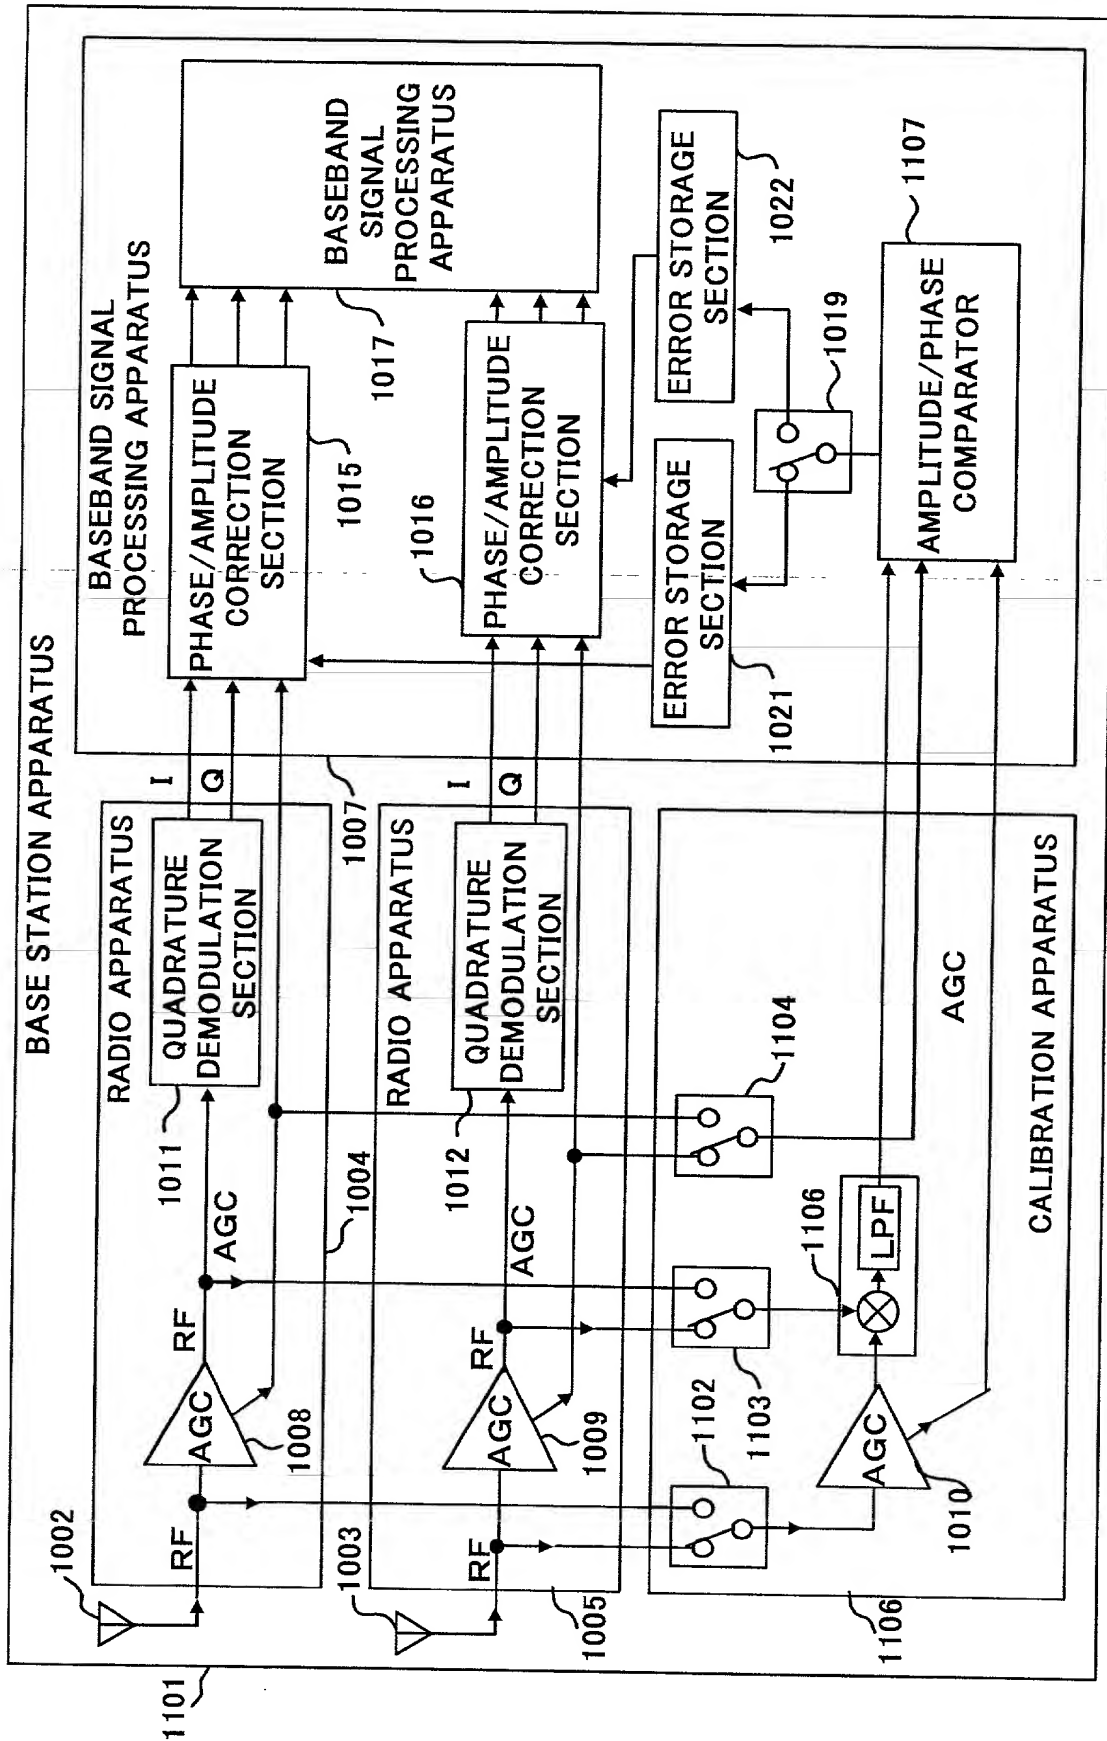 BASE STATION APPARATUS
1101
1002
RF
AGC
1008
RF
AGC
RADIO APPARATUS
1011
QUADRATURE
DEMODULATION
SECTION
1004
I
Q
1003
RF
AGC
1009
RF
AGC
RADIO APPARATUS
1012
QUADRATURE
DEMODULATION
SECTION
1005
I
Q
1102
1103
1104
1106
LPF
AGC
1010
AGC
CALIBRATION APPARATUS
1106
BASEBAND SIGNAL
PROCESSING APPARATUS
1007
PHASE/AMPLITUDE
CORRECTION
SECTION
1015
1016
PHASE/AMPLITUDE
CORRECTION
SECTION
1017
BASEBAND
SIGNAL
PROCESSING
APPARATUS
ERROR STORAGE
SECTION
1021
ERROR STORAGE
SECTION
1022
1019
1107
AMPLITUDE/PHASE
COMPARATOR